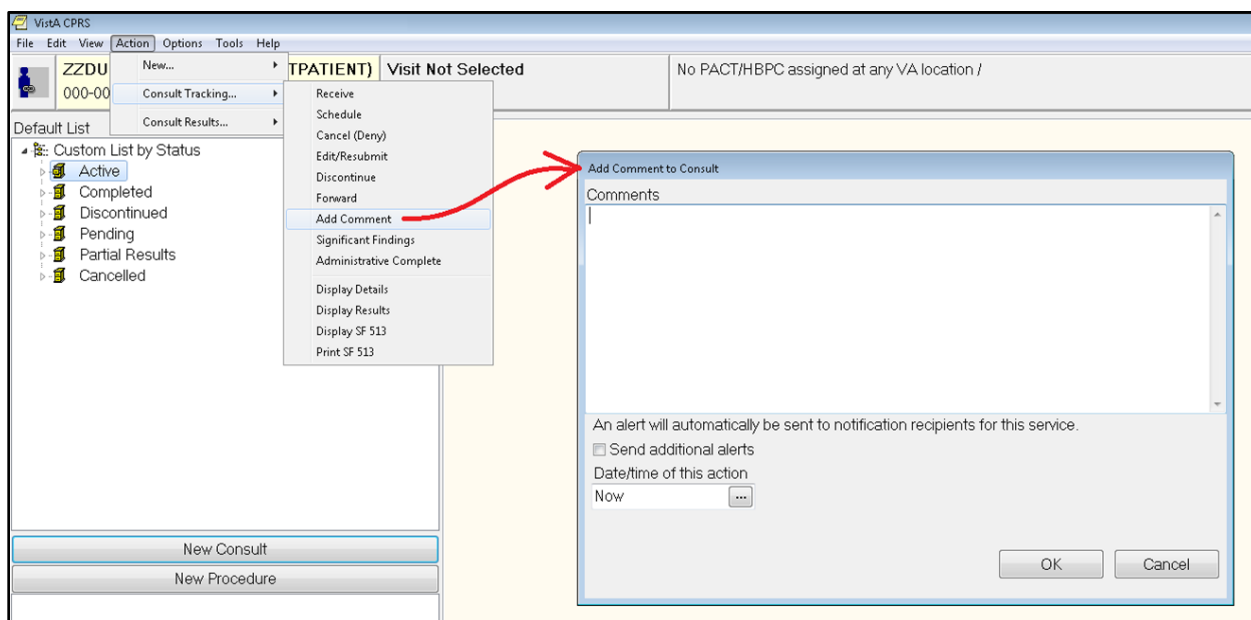 VistA CPRS
File Edit View Action Options Tools Help
ZZDU
000-00
TPATIENT) Visit Not Selected
No PACT/HBPC assigned at any VA location /
New...
Consult Tracking...
Consult Results...
Receive
Schedule
Cancel (Deny)
Edit/Resubmit
Discontinue
Forward
Add Comment
Significant Findings
Administrative Complete
Display Details
Display Results
Display SF 513
Print SF 513
Default List
Custom List by Status
Active
Completed
Discontinued
Pending
Partial Results
Cancelled
New Consult
New Procedure
Add Comment to Consult
Comments
An alert will automatically be sent to notification recipients for this service.
Send additional alerts
Date/time of this action
Now ...
OK Cancel